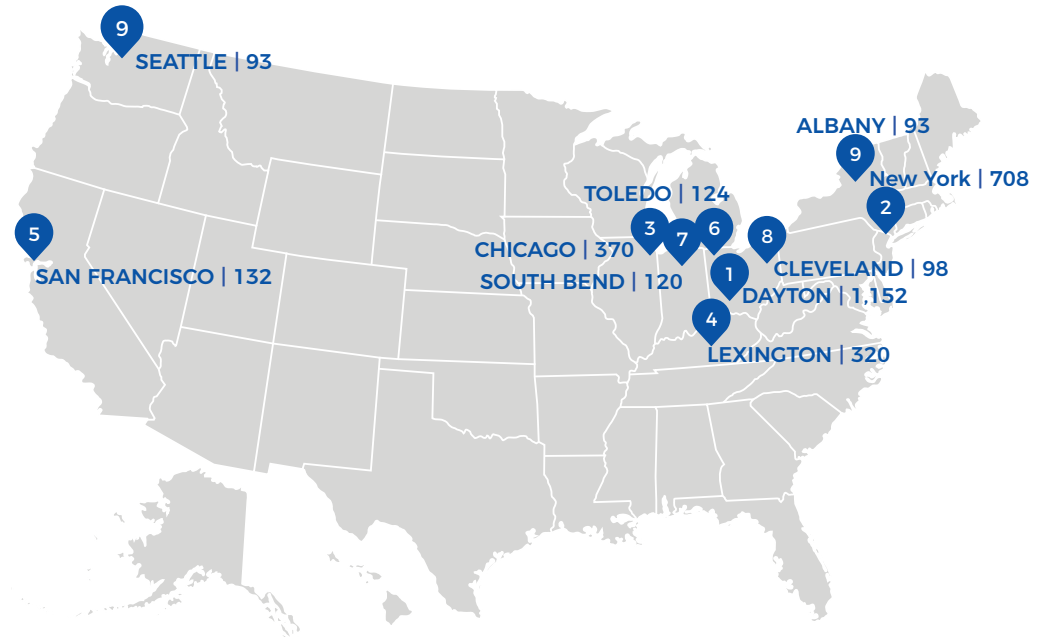 9
SEATTLE | 93
ALBANY | 93
9
New York | 708
2
TOLEDO | 124
3
7
6
8
5
CHICAGO | 370
SOUTH BEND | 120
CLEVELAND | 98
SAN FRANCISCO | 132
1
DAYTON | 1,152
4
LEXINGTON | 320